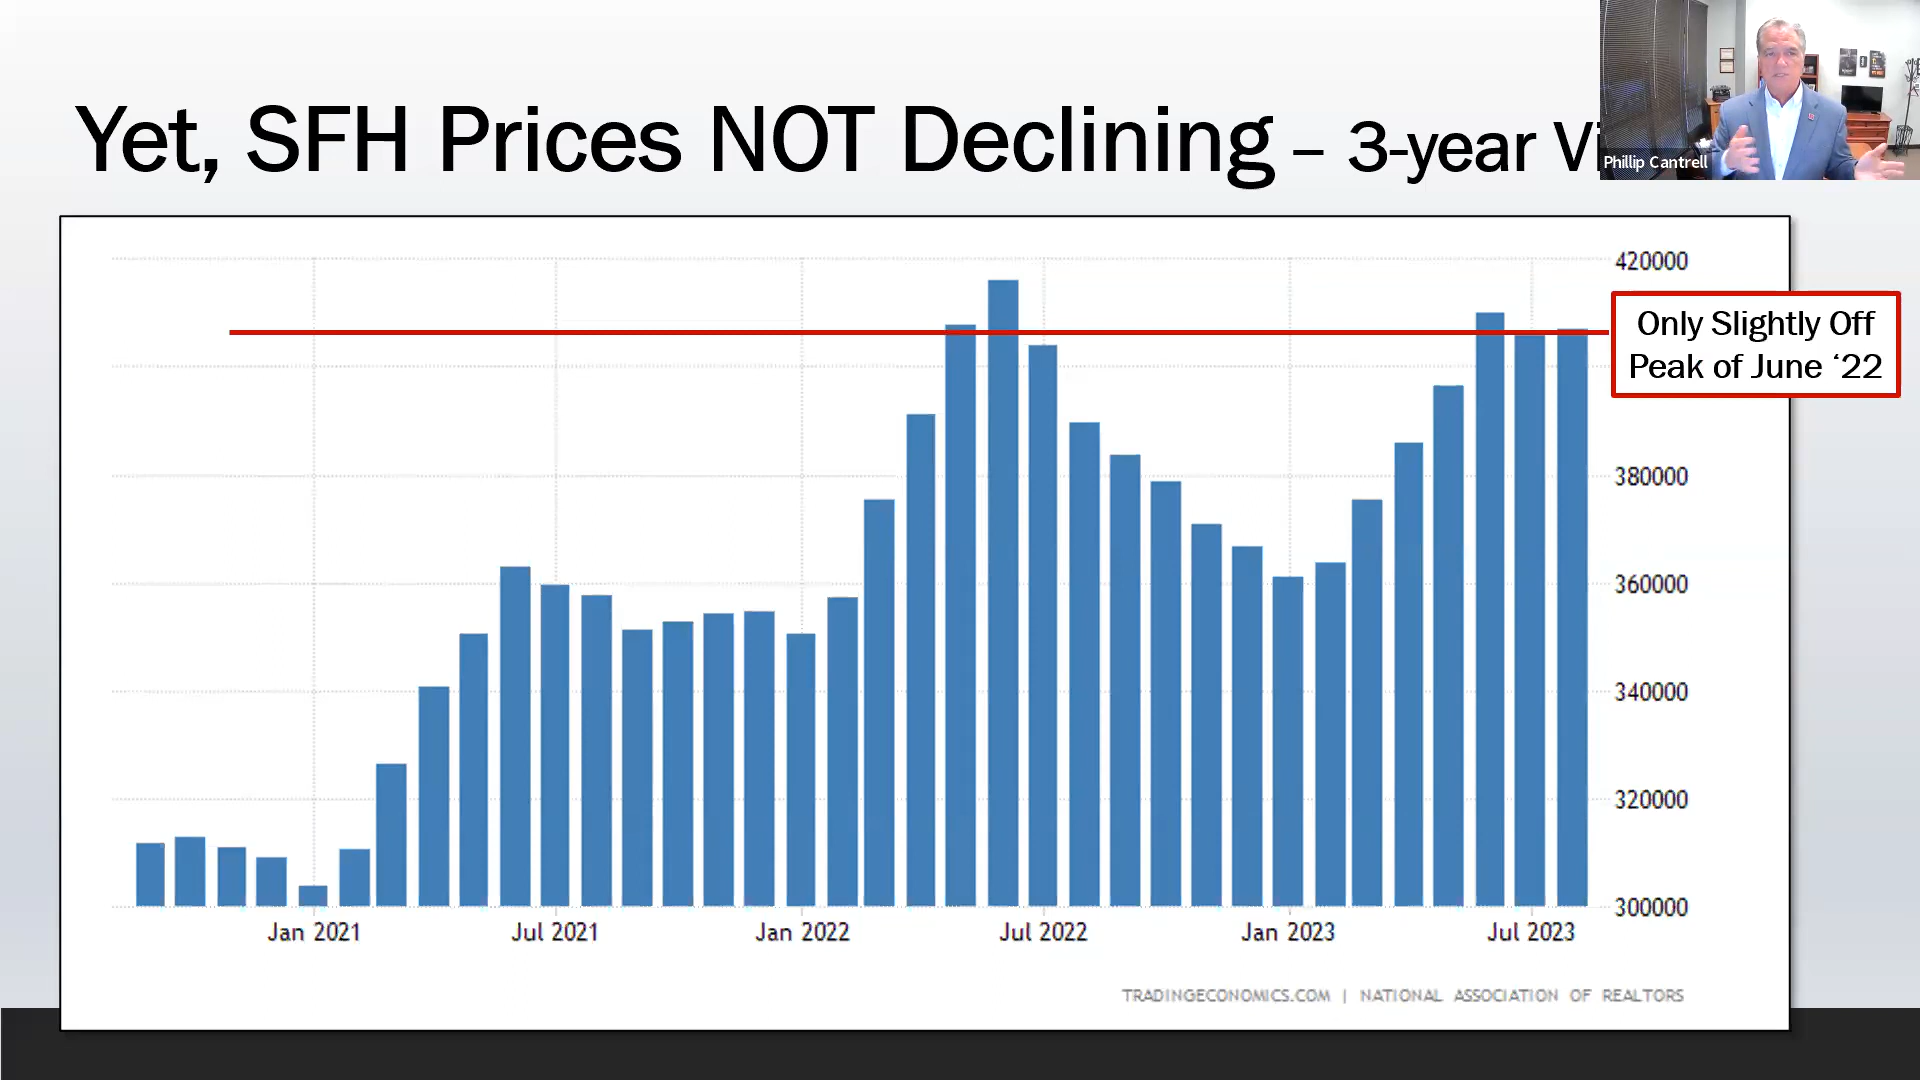 Yet, SFH Prices NOT Declining – 3-year Vi
Phillip Cantrell
420000
Only Slightly Off
Peak of June ‘22
380000
360000
340000
320000
300000
Jan 2021 Jul 2021 Jan 2022 Jul 2022 Jan 2023 Jul 2023
TRADINGECONOMICS.COM | NATIONAL ASSOCIATION OF REALTORS